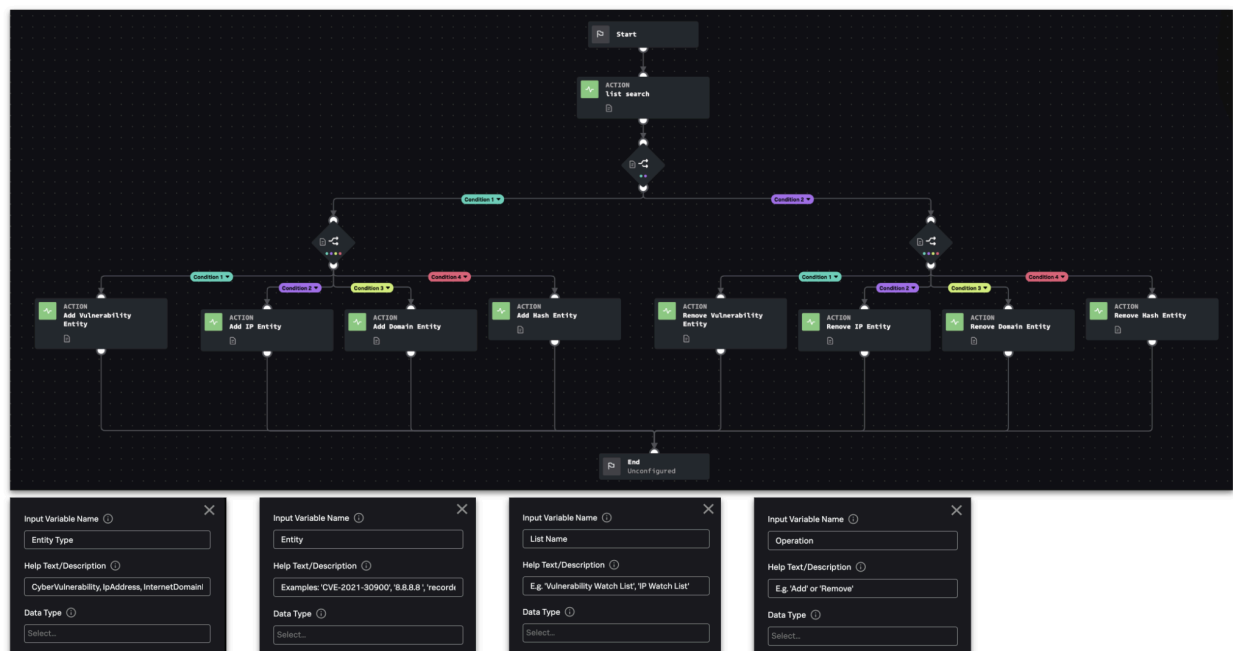 Start
ACTION
list search
Condition 1
Condition 2
Condition 1
Condition 2
Condition 3
Condition 4
Condition 1
Condition 2
Condition 3
Condition 4
ACTION
Add Vulnerability
Entity
ACTION
Add IP Entity
ACTION
Add Domain Entity
ACTION
Add Hash Entity
ACTION
Remove Vulnerability
Entity
ACTION
Remove IP Entity
ACTION
Remove Domain Entity
ACTION
Remove Hash Entity
End
Unconfigured
Input Variable Name
Entity Type
Help Text/Description
CyberVulnerability, IpAddress, InternetDomainI
Data Type
Select...
Input Variable Name
Entity
Help Text/Description
Examples: 'CVE-2021-30900', '8.8.8.8 ', 'recorde
Data Type
Select...
Input Variable Name
List Name
Help Text/Description
E.g. 'Vulnerability Watch List', 'IP Watch List'
Data Type
Select...
Input Variable Name
Operation
Help Text/Description
E.g. 'Add' or 'Remove'
Data Type
Select...